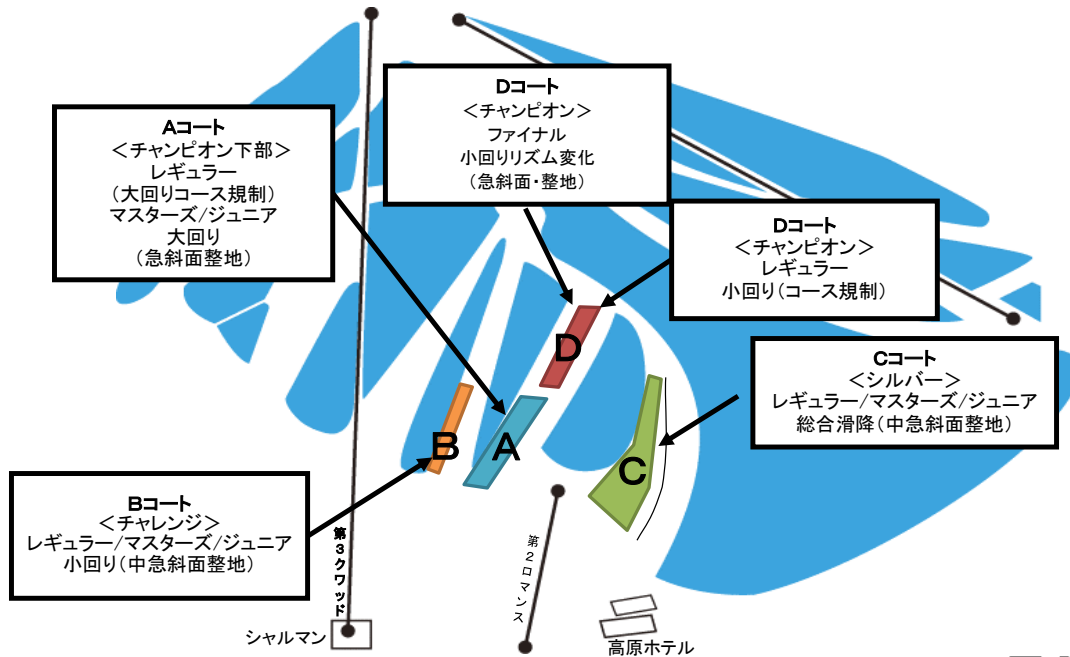 Dコート
<チャンピオン>
ファイナル
小回りリズム変化
(急斜面・整地)
Aコート
<チャンピオン下部>
レギュラー
(大回りコース規制)
マスターズ/ジュニア
大回り
(急斜面整地)
Dコート
<チャンピオン>
レギュラー
小回り(コース規制)
Cコート
<シルバー>
レギュラー/マスターズ/ジュニア
総合滑降(中急斜面整地)
D
B
A
C
Bコート
<チャレンジ>
レギュラー/マスターズ/ジュニア
小回り(中急斜面整地)
第3クワッド
第2ロマンス
シャルマン
高原ホテル